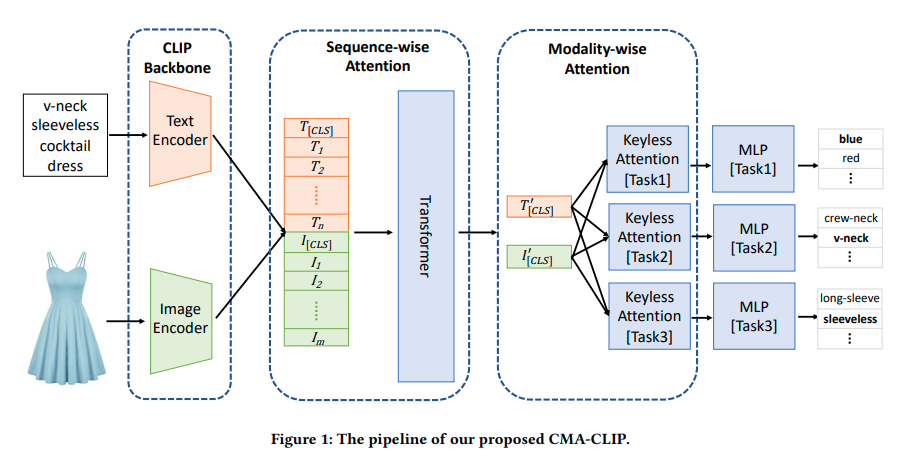 CLIP
Backbone
Sequence-wise
Attention
Modality-wise
Attention
v-neck
sleeveless
cocktail
dress
Text
Encoder
Image
Encoder
T[CLS]
T1
T2
......
Tn
I[CLS]
I1
I2
......
Im
Transformer
T′[CLS]
I′[CLS]
Keyless
Attention
[Task1]
MLP
[Task1]
blue
red
⋮
Keyless
Attention
[Task2]
MLP
[Task2]
crew-neck
v-neck
⋮
Keyless
Attention
[Task3]
MLP
[Task3]
long-sleeve
sleeveless
⋮
Figure 1: The pipeline of our proposed CMA-CLIP.